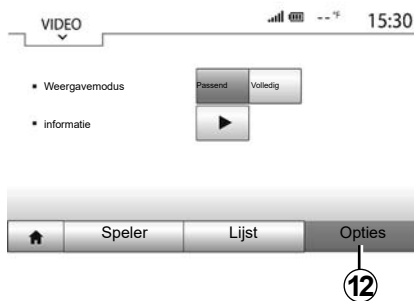 VIDEO
--°F 15:30
▪ Weergavemodus Passend Volledig
▪ informatie
Speler Lijst Opties
12